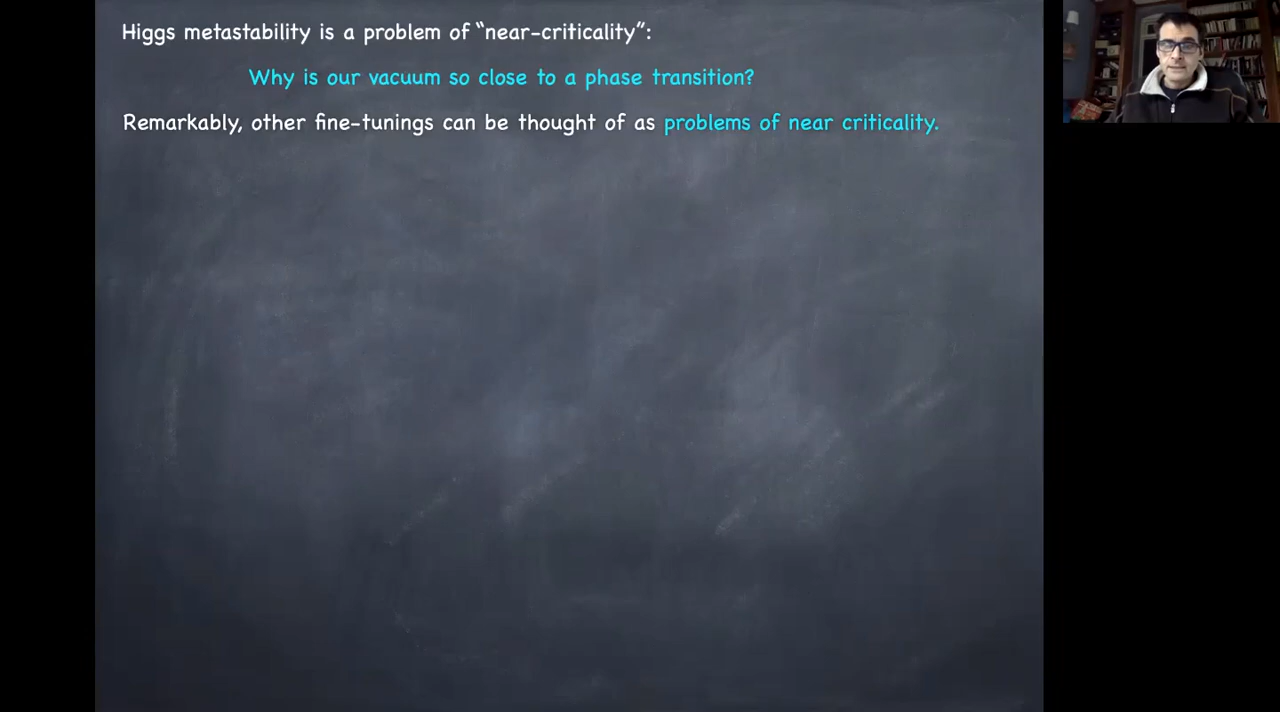 Higgs metastability is a problem of “near-criticality”:
Why is our vacuum so close to a phase transition?
Remarkably, other fine-tunings can be thought of as problems of near criticality.